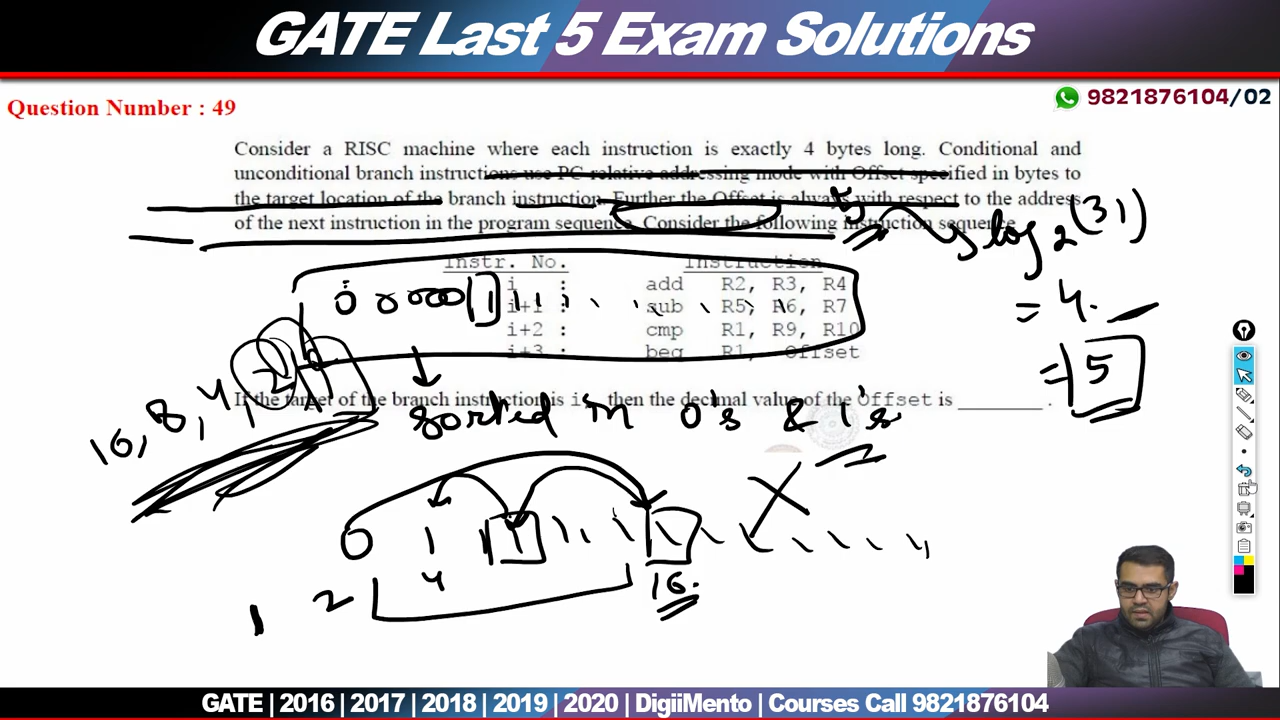 GATE Last 5 Exam Solutions
Question Number : 49
9821876104/02
Consider a RISC machine where each instruction is exactly 4 bytes long. Conditional and
unconditional branch instructions use PC-relative addressing mode with Offset specified in bytes to
the target location of the branch instruction. Further the Offset is always with respect to the address
of the next instruction in the program sequence. Consider the following instruction sequence
log2(31)
= 4.
= 5
Instr. No. Instruction
i : add R2, R3, R4
i+1 : sub R5, R6, R7
i+2 : cmp R1, R9, R10
i+3 : beq R1, Offset
If the target of the branch instruction is i, then the decimal value of the Offset is ________ .
16, 8, 4, 2
sorted in 0's & 1's
0 1 1
1 2 4 16.
GATE | 2016 | 2017 | 2018 | 2019 | 2020 | DigiiMento | Courses Call 9821876104